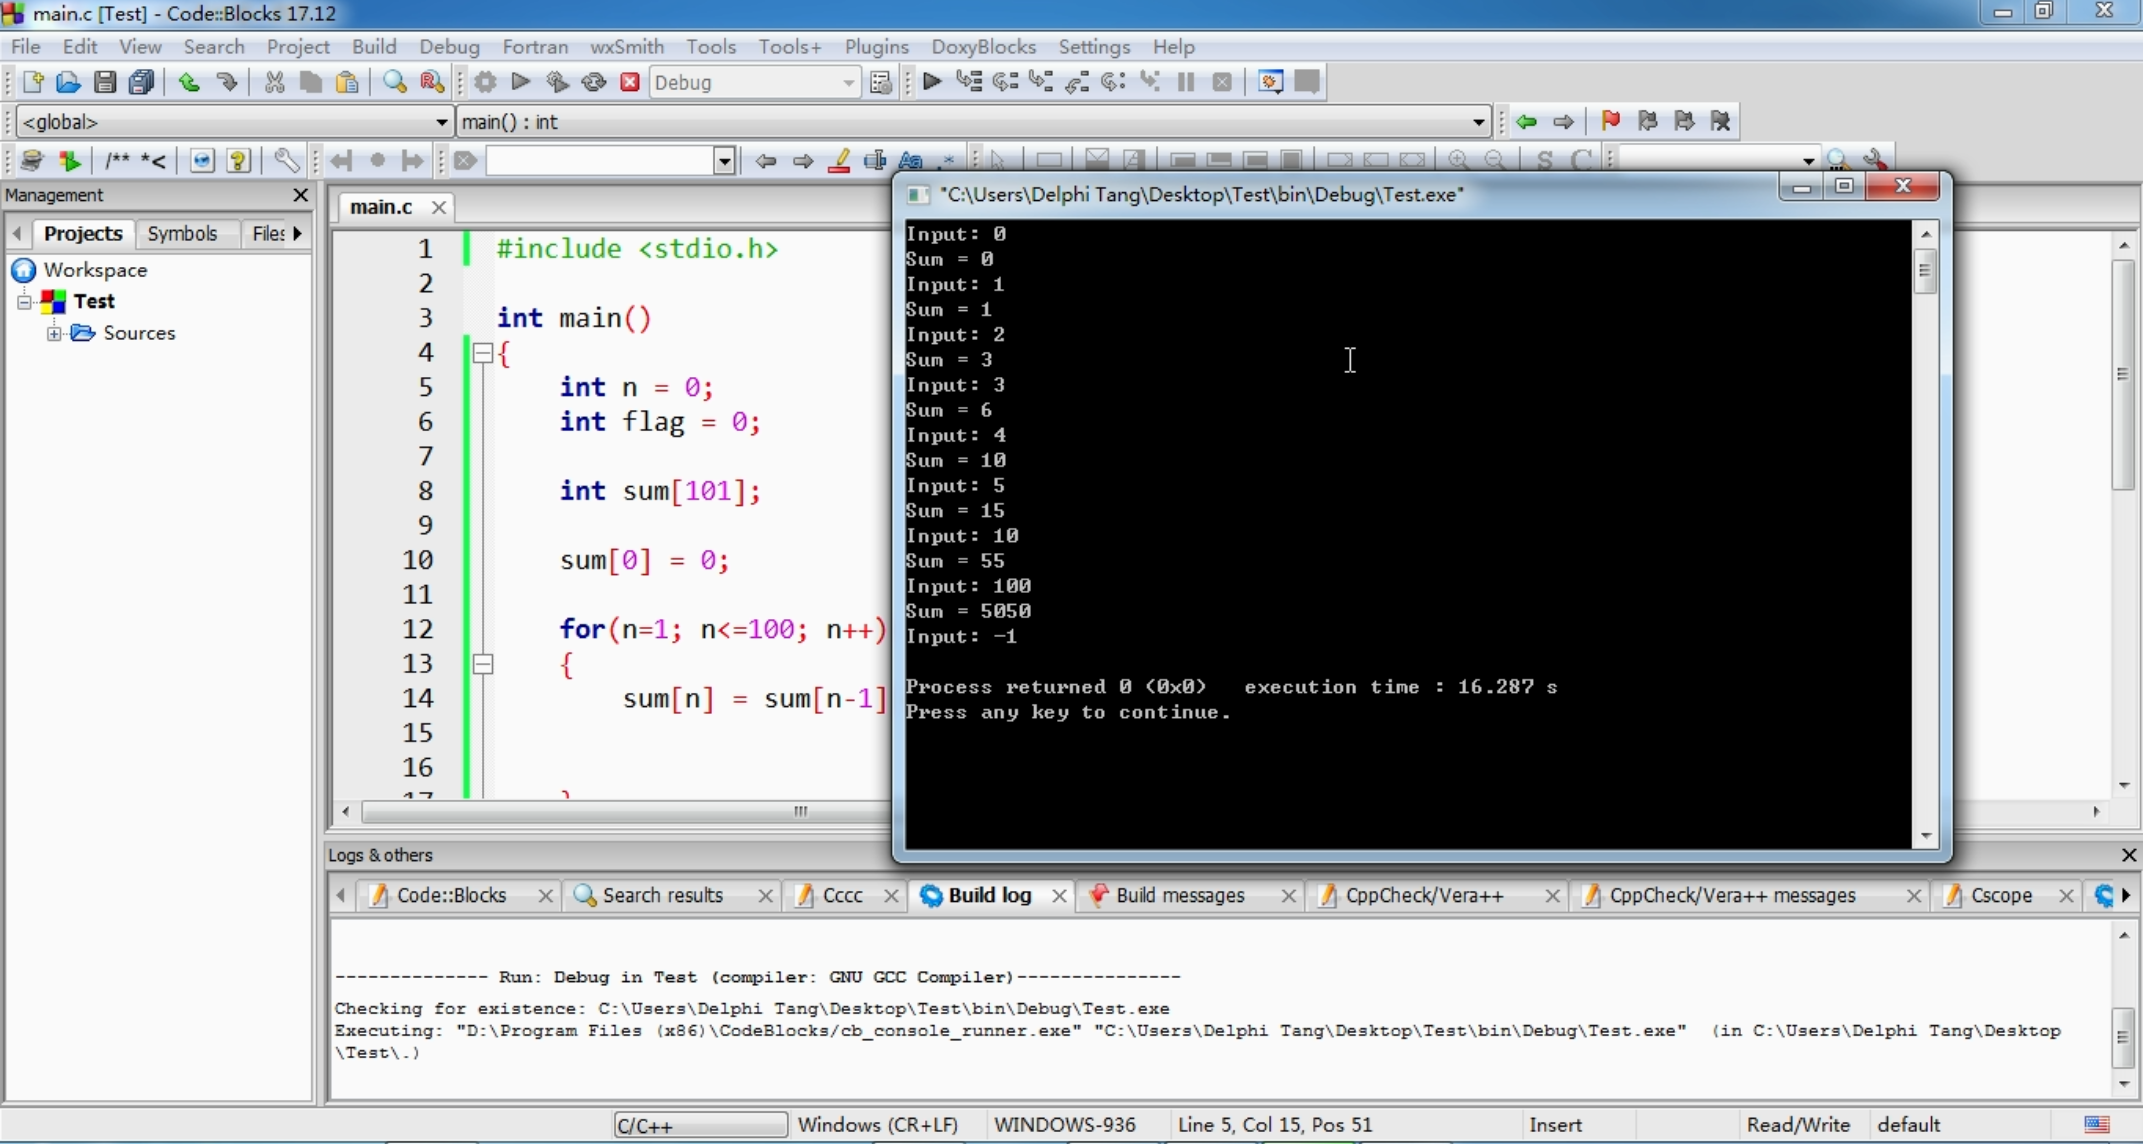 main.c [Test] - Code::Blocks 17.12
File Edit View Search Project Build Debug Fortran wxSmith Tools Tools+ Plugins DoxyBlocks Settings Help
Debug
<global>
main() : int
/** *<
S C
Management
Projects Symbols Files
Workspace
Test
Sources
main.c
1 #include <stdio.h>
2
3 int main()
4 {
5 int n = 0;
6 int flag = 0;
7
8 int sum[101];
9
10 sum[0] = 0;
11
12 for(n=1; n<=100; n++)
13 {
14 sum[n] = sum[n-1]
15
16
17 }
"C:\Users\Delphi Tang\Desktop\Test\bin\Debug\Test.exe"
Input: 0
Sum = 0
Input: 1
Sum = 1
Input: 2
Sum = 3
Input: 3
Sum = 6
Input: 4
Sum = 10
Input: 5
Sum = 15
Input: 10
Sum = 55
Input: 100
Sum = 5050
Input: -1
Process returned 0 (0x0) execution time : 16.287 s
Press any key to continue.
Logs & others
Code::Blocks Search results Cccc Build log Build messages CppCheck/Vera++ CppCheck/Vera++ messages Cscope
-------------- Run: Debug in Test (compiler: GNU GCC Compiler)---------------
Checking for existence: C:\Users\Delphi Tang\Desktop\Test\bin\Debug\Test.exe
Executing: "D:\Program Files (x86)\CodeBlocks/cb_console_runner.exe" "C:\Users\Delphi Tang\Desktop\Test\bin\Debug\Test.exe" (in C:\Users\Delphi Tang\Desktop
\Test\.)
C/C++ Windows (CR+LF) WINDOWS-936 Line 5, Col 15, Pos 51 Insert Read/Write default